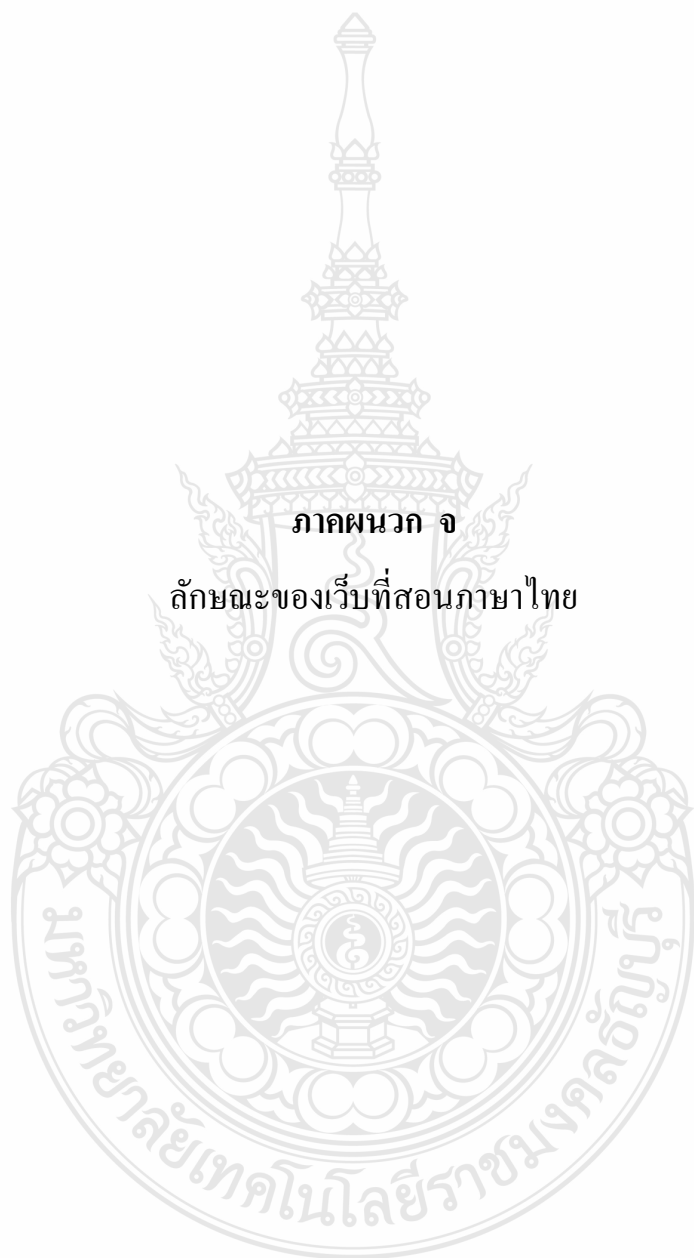 ภาคผนวก จ
ลักษณะของเว็บที่สอนภาษาไทย
มหาวิทยาลัยเทคโนโลยีราชมงคลธัญบุรี